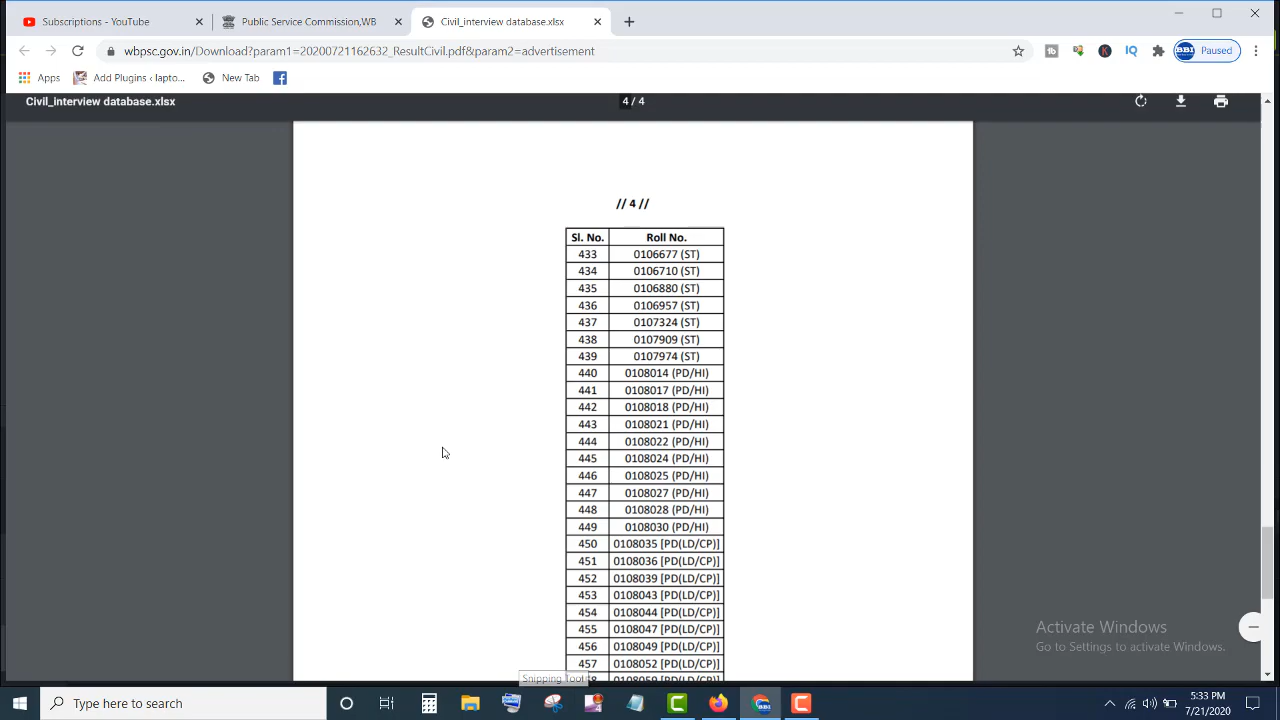 Subscriptions - YouTube
Public Service Commission,WB
Civil_interview database.xlsx
wbpsc.gov.in/Download?param1=20200721162632_ResultCivil.pdf&param2=advertisement
BBI Paused
Apps
Add Plugins ‹ lapto...
New Tab
Civil_interview database.xlsx
4 / 4
// 4 //
Sl. No. Roll No.
433 0106677 (ST)
434 0106710 (ST)
435 0106880 (ST)
436 0106957 (ST)
437 0107324 (ST)
438 0107909 (ST)
439 0107974 (ST)
440 0108014 (PD/HI)
441 0108017 (PD/HI)
442 0108018 (PD/HI)
443 0108021 (PD/HI)
444 0108022 (PD/HI)
445 0108024 (PD/HI)
446 0108025 (PD/HI)
447 0108027 (PD/HI)
448 0108028 (PD/HI)
449 0108030 (PD/HI)
450 0108035 [PD(LD/CP)]
451 0108036 [PD(LD/CP)]
452 0108039 [PD(LD/CP)]
453 0108043 [PD(LD/CP)]
454 0108044 [PD(LD/CP)]
455 0108047 [PD(LD/CP)]
456 0108049 [PD(LD/CP)]
457 0108052 [PD(LD/CP)]
Activate Windows
Go to Settings to activate Windows.
Snipping Tool
Type here to search
5:33 PM
7/21/2020